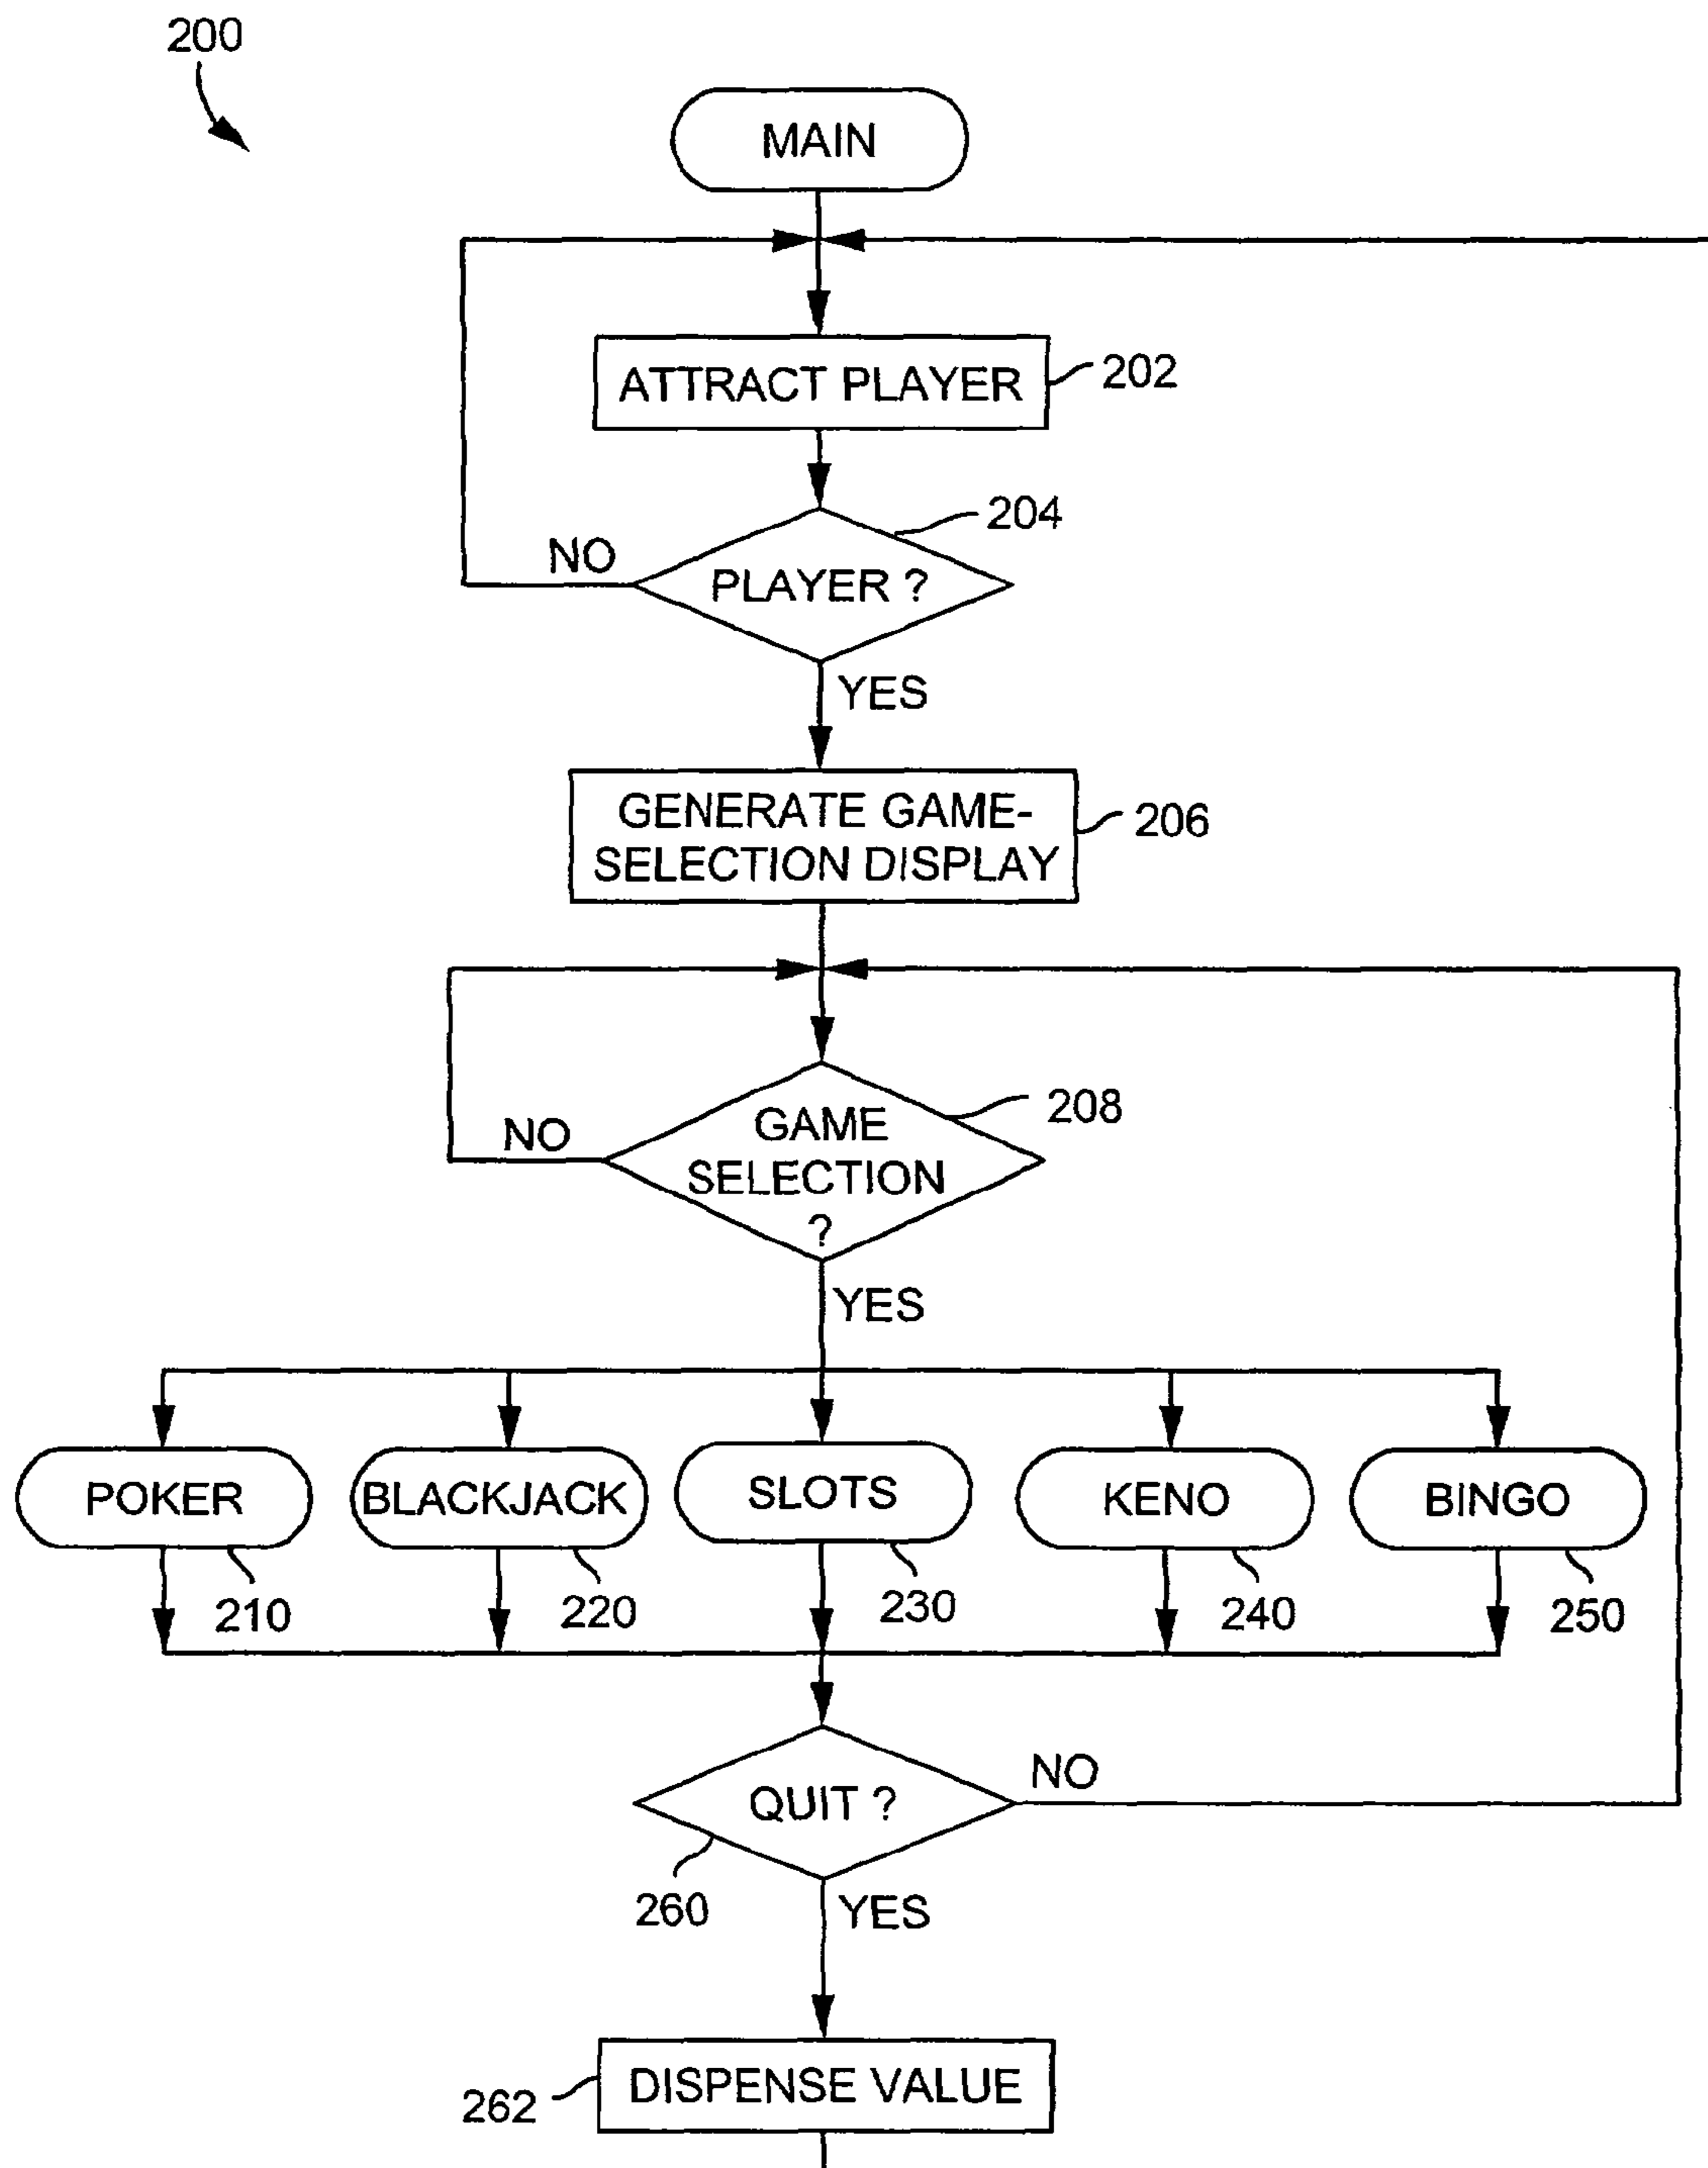 200
MAIN
ATTRACT PLAYER
202
204
NO
PLAYER ?
YES
GENERATE GAME-
SELECTION DISPLAY
206
208
NO
GAME
SELECTION
?
YES
POKER
BLACKJACK
SLOTS
KENO
BINGO
210
220
230
240
250
QUIT ?
NO
260
YES
DISPENSE VALUE
262